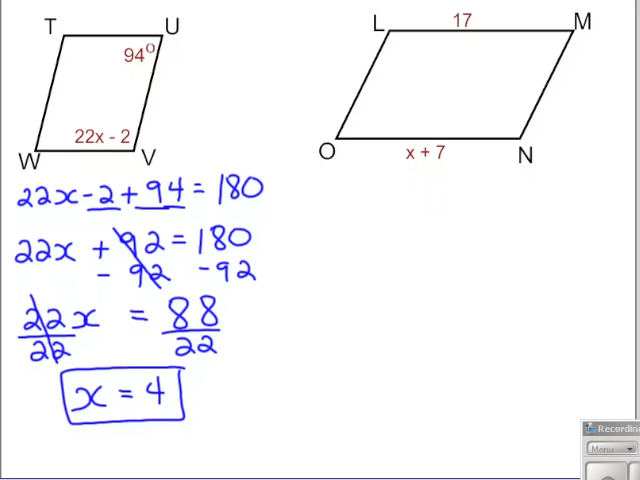 T U
94°
22x - 2
W V
L 17 M
O x + 7 N
22x - 2 + 94 = 180
22x + 92 = 180
- 92 - 92
22x = 88
22 22
x = 4
Recording
Menu